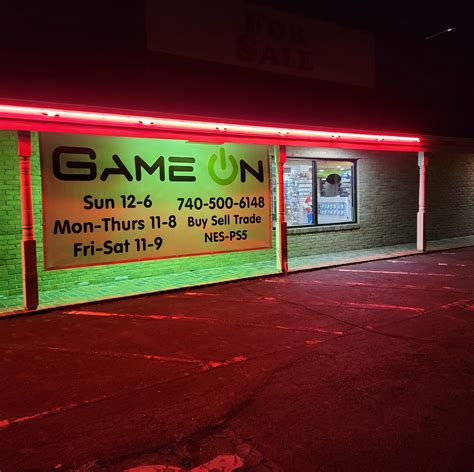 FOR
SALE
GAME ON
Sun 12-6
Mon-Thurs 11-8
Fri-Sat 11-9
740-500-6148
Buy Sell Trade
NES-PS5